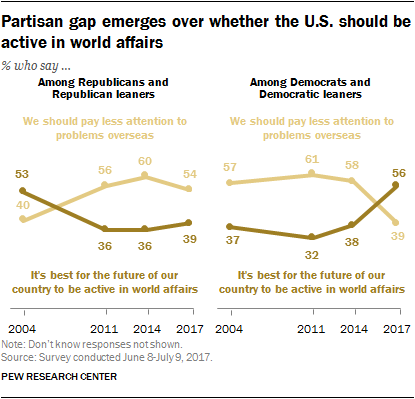 Partisan gap emerges over whether the U.S. should be
active in world affairs
% who say ...
Among Republicans and
Republican leaners
We should pay less attention to
problems overseas
53
40
56
60
54
36
36
39
It's best for the future of our
country to be active in world affairs
2004
2011
2014
2017
Among Democrats and
Democratic leaners
We should pay less attention to
problems overseas
57
61
58
56
37
32
38
39
It's best for the future of our
country to be active in world affairs
2004
2011
2014
2017
Note: Don't know responses not shown.
Source: Survey conducted June 8-July 9, 2017.
PEW RESEARCH CENTER